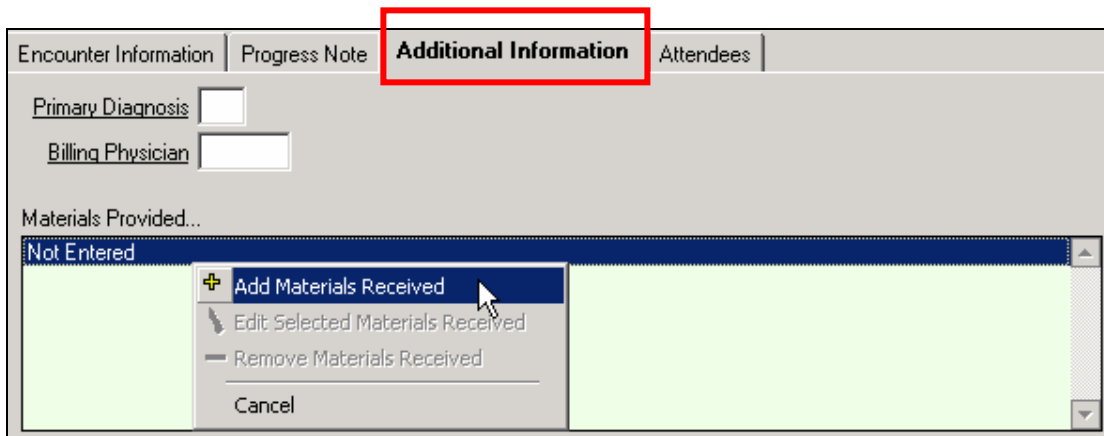 Encounter Information Progress Note Additional Information Attendees
Primary Diagnosis
Billing Physician
Materials Provided...
Not Entered
Add Materials Received
Edit Selected Materials Received
Remove Materials Received
Cancel